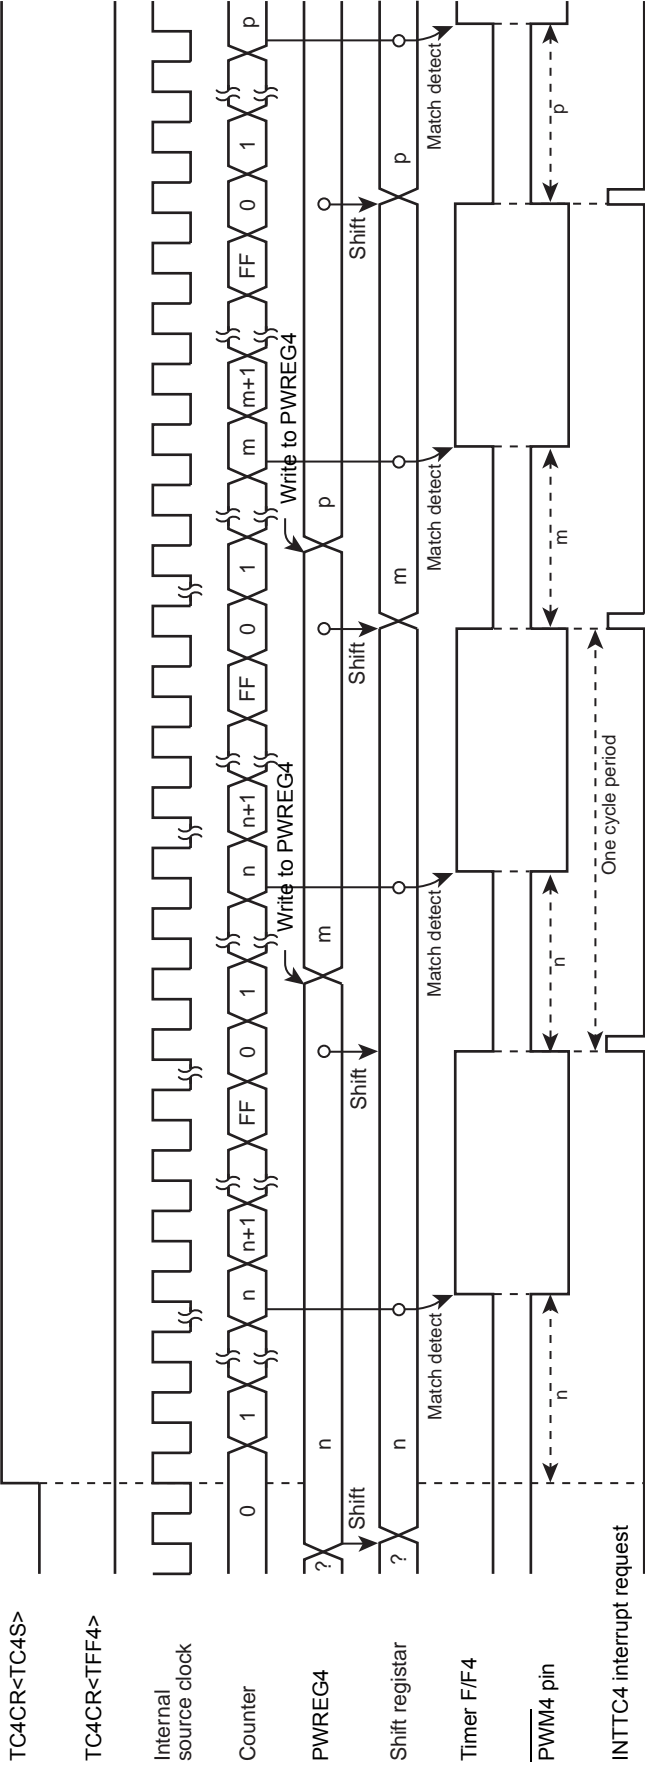 TC4CR<TC4S>
TC4CR<TFF4>
Internal
source clock
Counter 0 1 n n+1 FF 0 1 n n+1 FF 0 1 m m+1 FF 0 1 p
Write to PWREG4 Write to PWREG4
PWREG4 ? n m p
Shift Shift Shift Shift
Shift registar ? n m p
Match detect Match detect Match detect Match detect
Timer F/F4
PWM4 pin n n m p
One cycle period
INTTC4 interrupt request